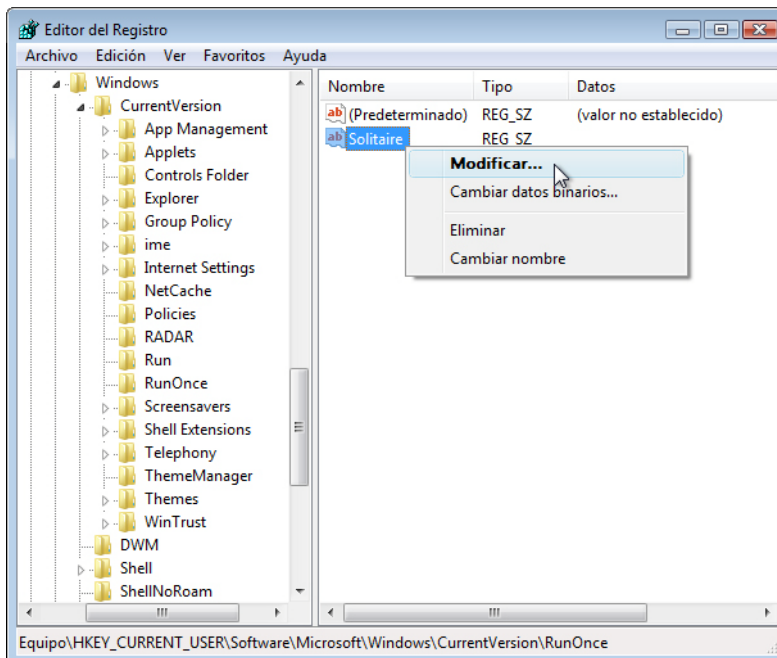 Editor del Registro
Archivo Edición Ver Favoritos Ayuda
Windows
CurrentVersion
App Management
Applets
Controls Folder
Explorer
Group Policy
ime
Internet Settings
NetCache
Policies
RADAR
Run
RunOnce
Screensavers
Shell Extensions
Telephony
ThemeManager
Themes
WinTrust
DWM
Shell
ShellNoRoam
Nombre Tipo Datos
ab (Predeterminado) REG_SZ (valor no establecido)
ab Solitaire REG_SZ
Modificar...
Cambiar datos binarios...
Eliminar
Cambiar nombre
Equipo\HKEY_CURRENT_USER\Software\Microsoft\Windows\CurrentVersion\RunOnce